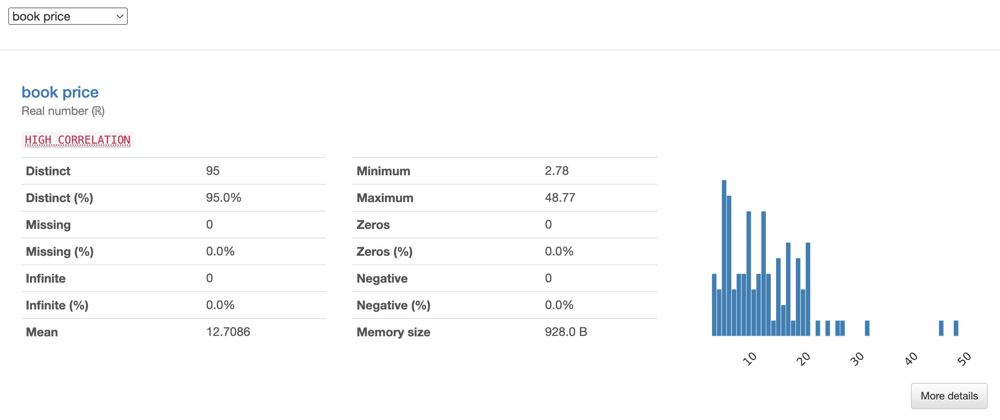 book price
book price
Real number (ℝ)
HIGH CORRELATION
Distinct 95
Distinct (%) 95.0%
Missing 0
Missing (%) 0.0%
Infinite 0
Infinite (%) 0.0%
Mean 12.7086
Minimum 2.78
Maximum 48.77
Zeros 0
Zeros (%) 0.0%
Negative 0
Negative (%) 0.0%
Memory size 928.0 B
10 20 30 40 50
More details